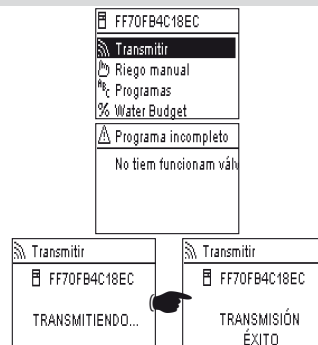 FF70FB4C18EC
Transmitir
Riego manual
ABC Programas
% Water Budget
Programa incompleto
No tiem funcionam válv
Transmitir
FF70FB4C18EC
TRANSMITIENDO...
Transmitir
FF70FB4C18EC
TRANSMISIÓN
ÉXITO